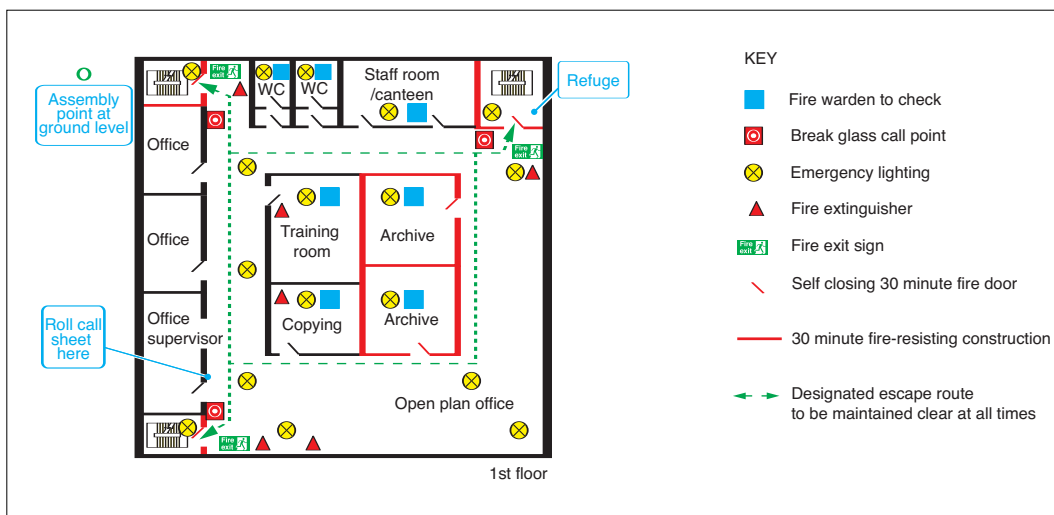 Assembly
point at
ground level
Fire
exit
WC
WC
Staff room
/canteen
Refuge
Office
Fire
exit
Office
Training
room
Archive
Office
supervisor
Copying
Archive
Roll call
sheet
here
Open plan office
Fire
exit
1st floor
KEY
Fire warden to check
Break glass call point
Emergency lighting
Fire extinguisher
Fire
exit
Fire exit sign
Self closing 30 minute fire door
30 minute fire-resisting construction
Designated escape route
to be maintained clear at all times